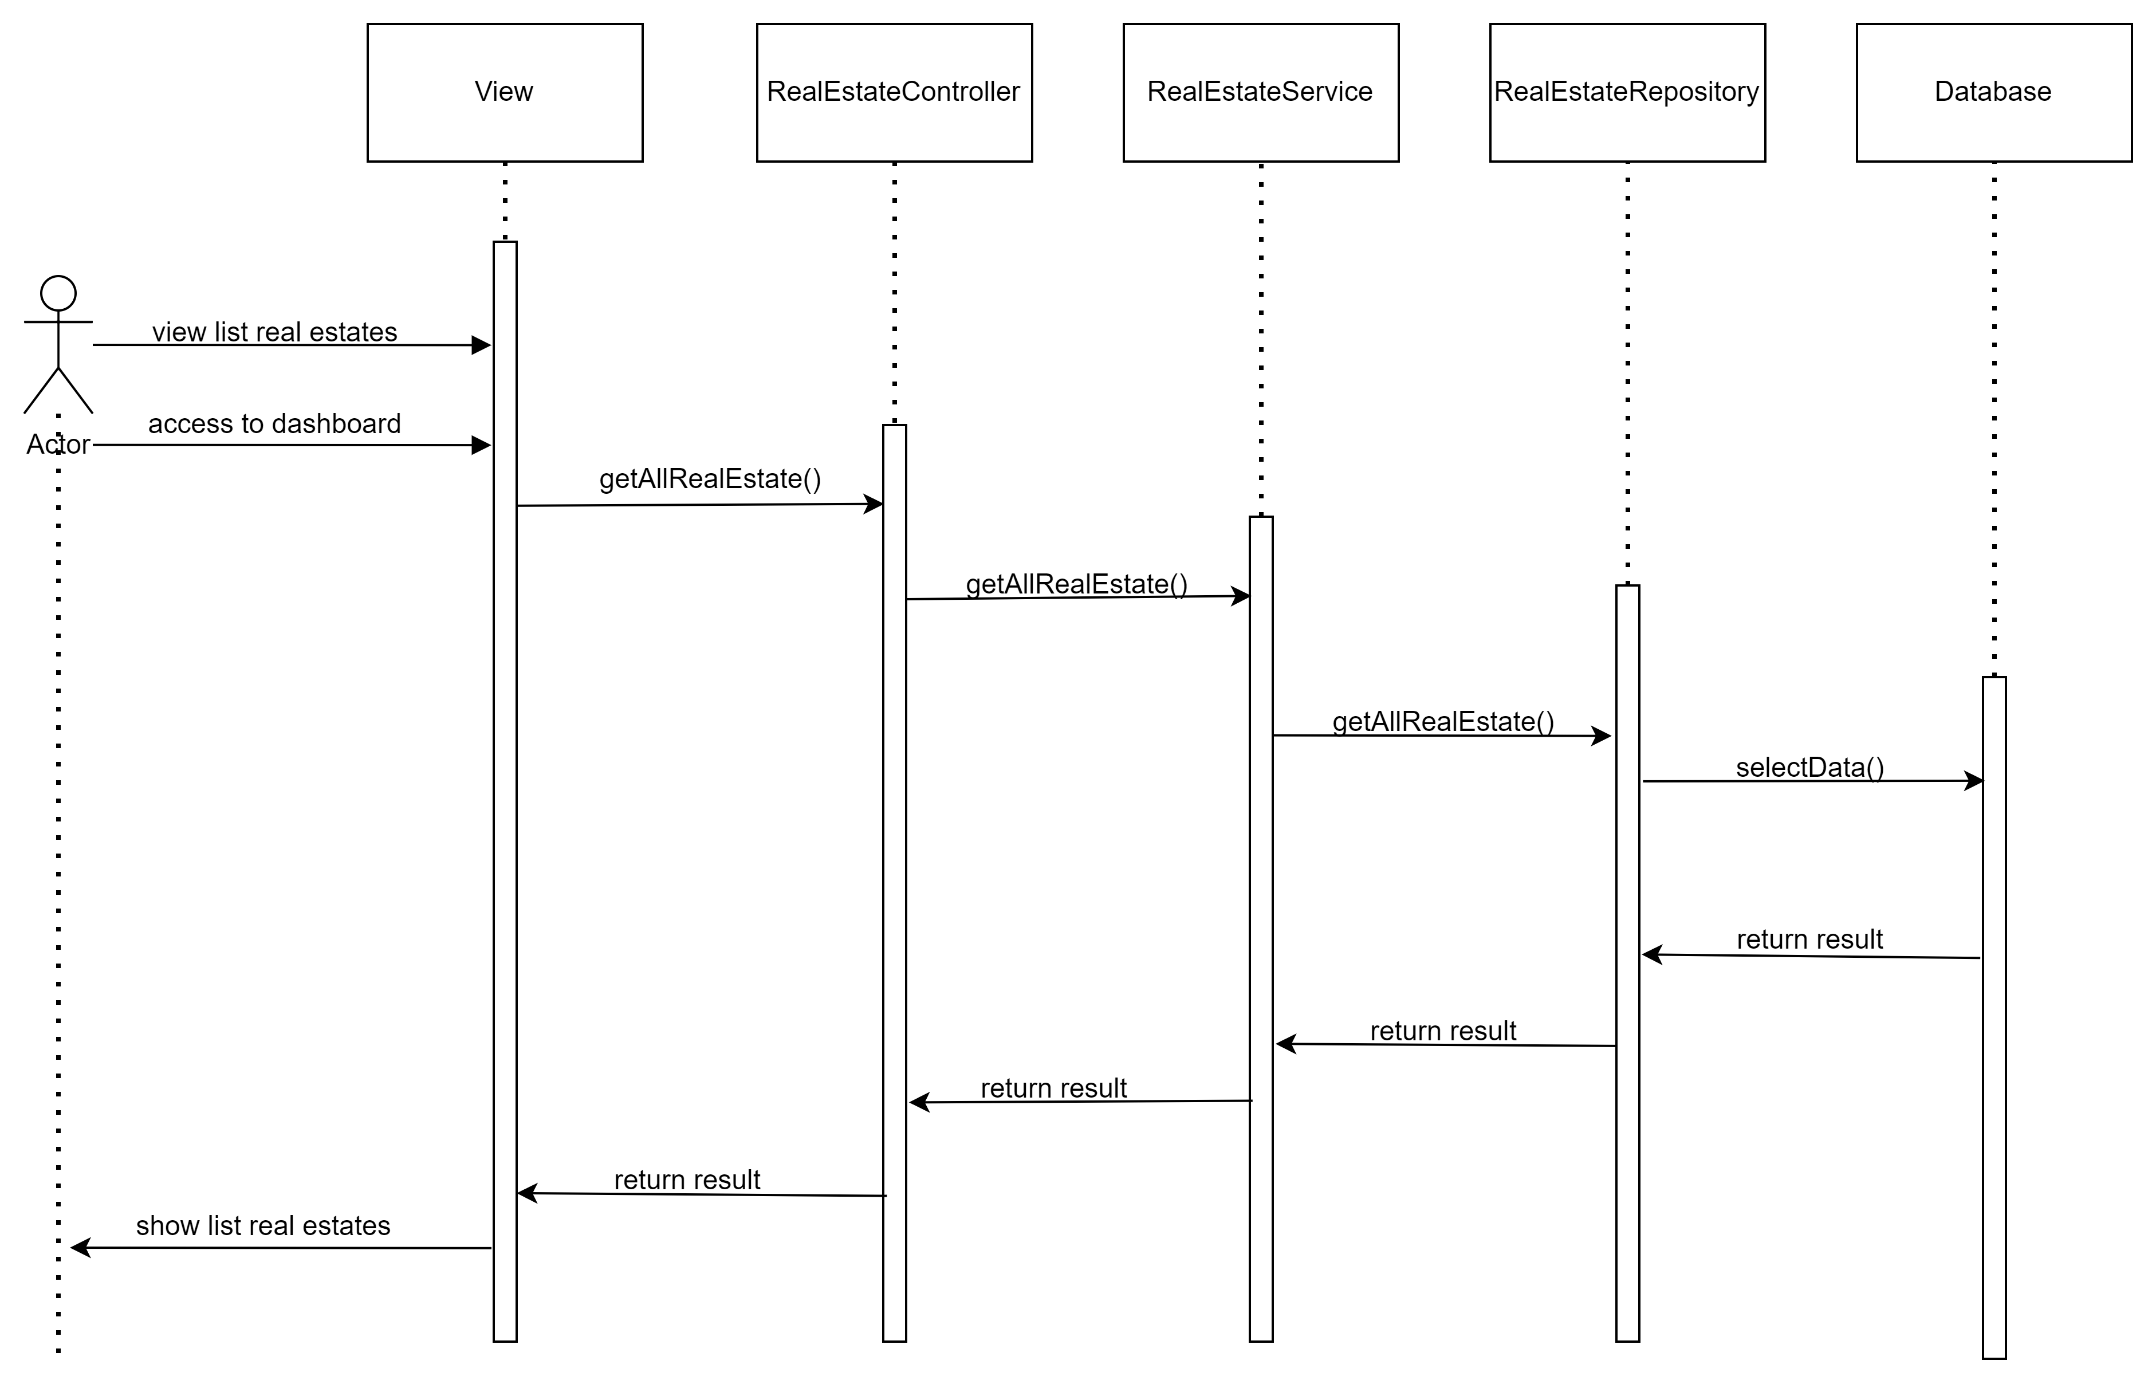 View
RealEstateController
RealEstateService
RealEstateRepository
Database
view list real estates
access to dashboard
Actor
getAllRealEstate()
getAllRealEstate()
getAllRealEstate()
selectData()
return result
return result
return result
return result
show list real estates